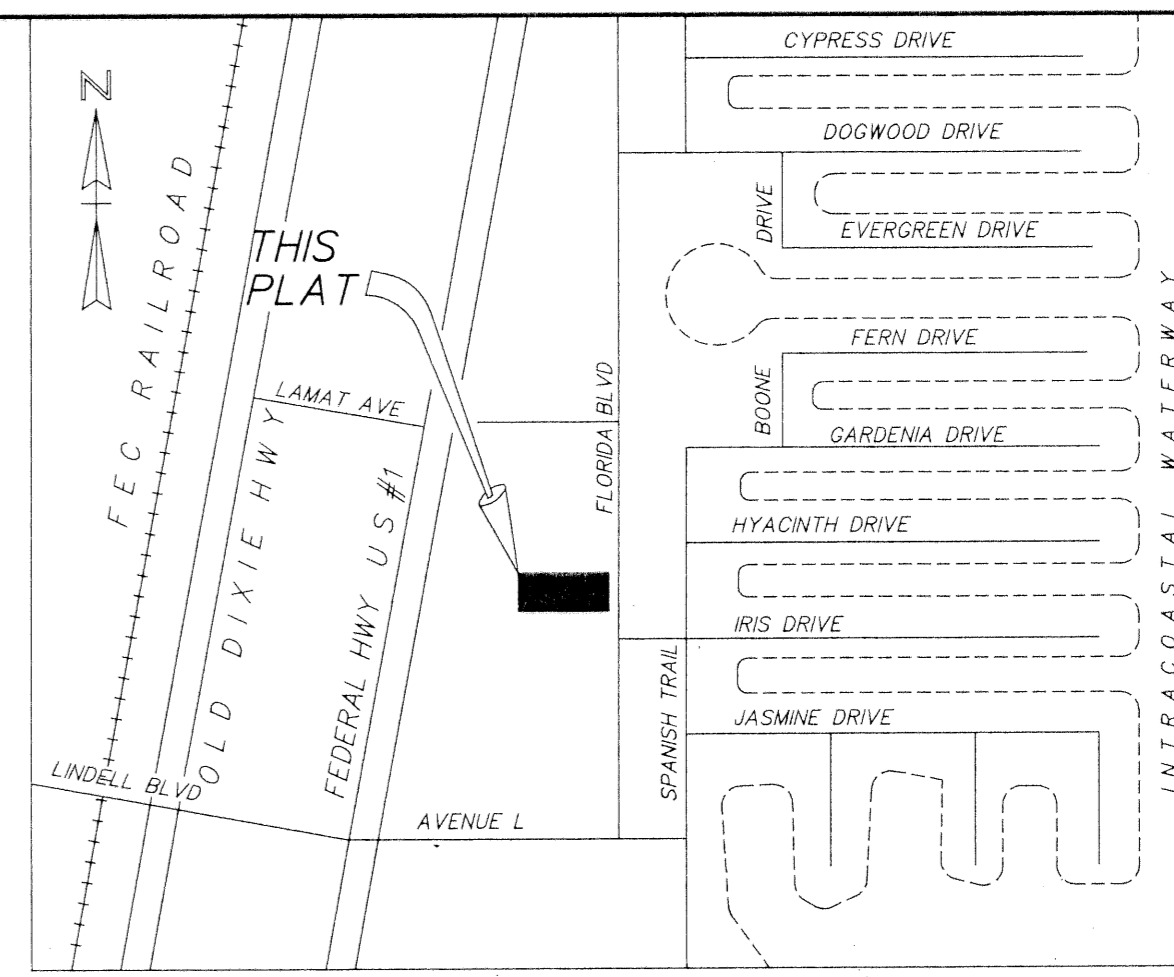 CYPRESS DRIVE
N
DOGWOOD DRIVE
FEC RAILROAD
DRIVE
EVERGREEN DRIVE
THIS
PLAT
FERN DRIVE
LAMAT AVE
FLORIDA BLVD
BOONE
GARDENIA DRIVE
INTRACOASTAL WATERWAY
OLD DIXIE HWY
FEDERAL HWY US #1
HYACINTH DRIVE
IRIS DRIVE
SPANISH TRAIL
JASMINE DRIVE
LINDELL BLVD
AVENUE L